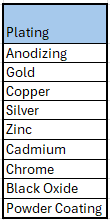 Plating
Anodizing
Gold
Copper
Silver
Zinc
Cadmium
Chrome
Black Oxide
Powder Coating